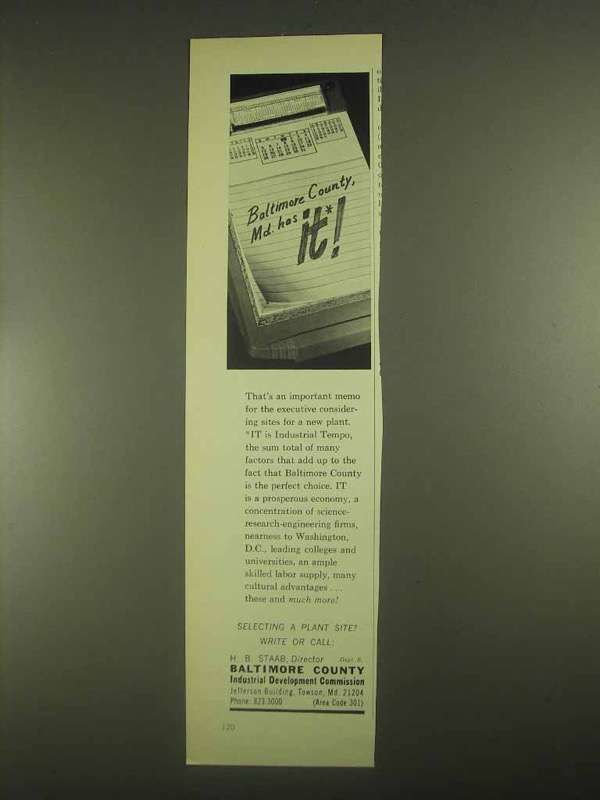 Baltimore County,
Md. has it*!
That's an important memo
for the executive consider-
ing sites for a new plant.
*IT is Industrial Tempo,
the sum total of many
factors that add up to the
fact that Baltimore County
is the perfect choice. IT
is a prosperous economy, a
concentration of science-
research-engineering firms,
nearness to Washington,
D.C., leading colleges and
universities, an ample
skilled labor supply, many
cultural advantages . . .
these and much more!
SELECTING A PLANT SITE?
WRITE OR CALL:
H. B. STAAB, Director
BALTIMORE COUNTY
Industrial Development Commission
Jefferson Building, Towson, Md. 21204
Phone: 823.3000 (Area Code 301)
120